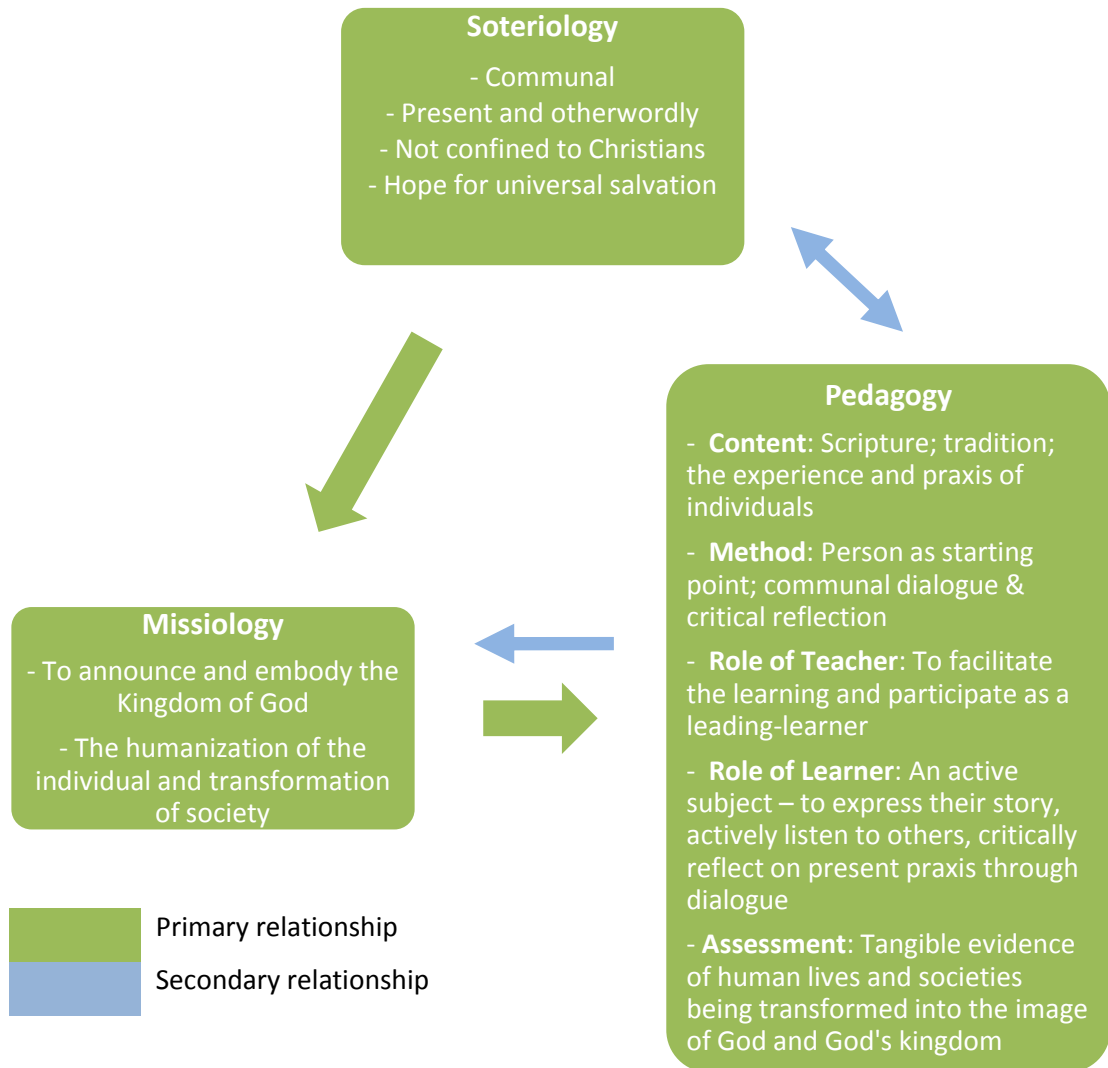 Soteriology
- Communal
- Present and otherwordly
- Not confined to Christians
- Hope for universal salvation
Pedagogy
- Content: Scripture; tradition;
the experience and praxis of
individuals
- Method: Person as starting
point; communal dialogue &
critical reflection
- Role of Teacher: To facilitate
the learning and participate as a
leading-learner
- Role of Learner: An active
subject – to express their story,
actively listen to others, critically
reflect on present praxis through
dialogue
- Assessment: Tangible evidence
of human lives and societies
being transformed into the image
of God and God's kingdom
Missiology
- To announce and embody the
Kingdom of God
- The humanization of the
individual and transformation
of society
Primary relationship
Secondary relationship